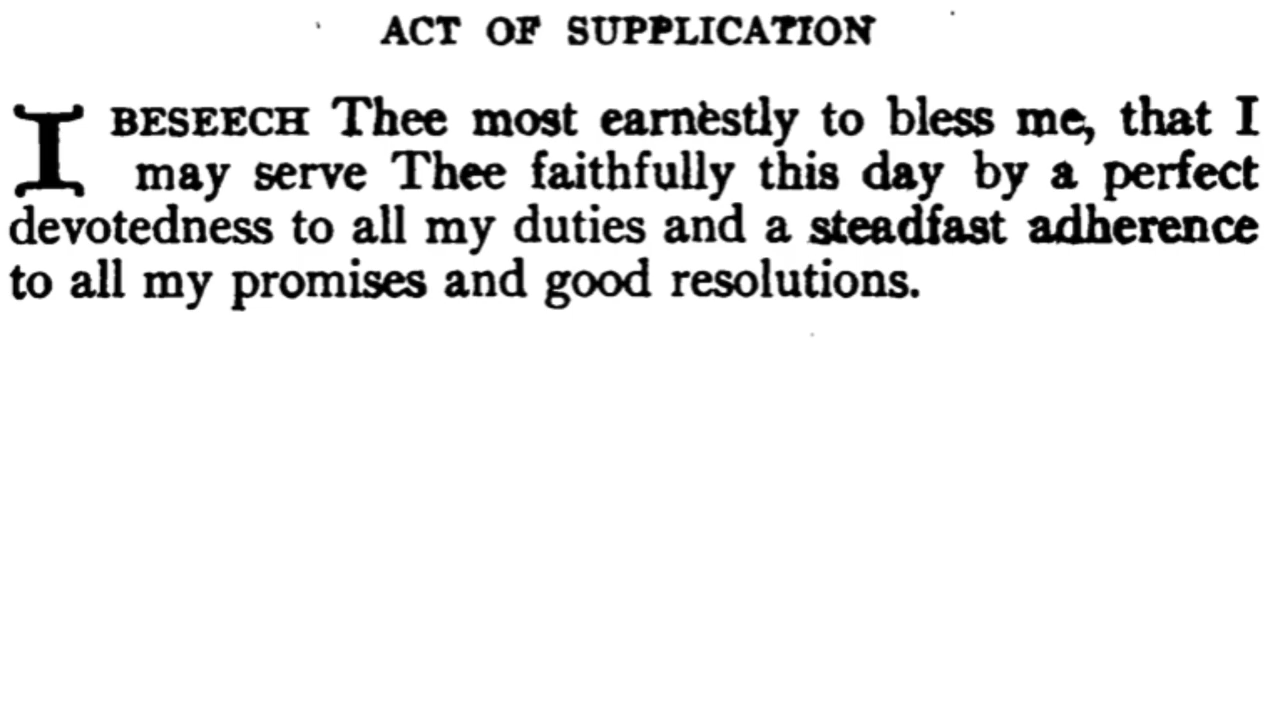 ACT OF SUPPLICATION
I BESEECH Thee most earnestly to bless me, that I
may serve Thee faithfully this day by a perfect
devotedness to all my duties and a steadfast adherence
to all my promises and good resolutions.